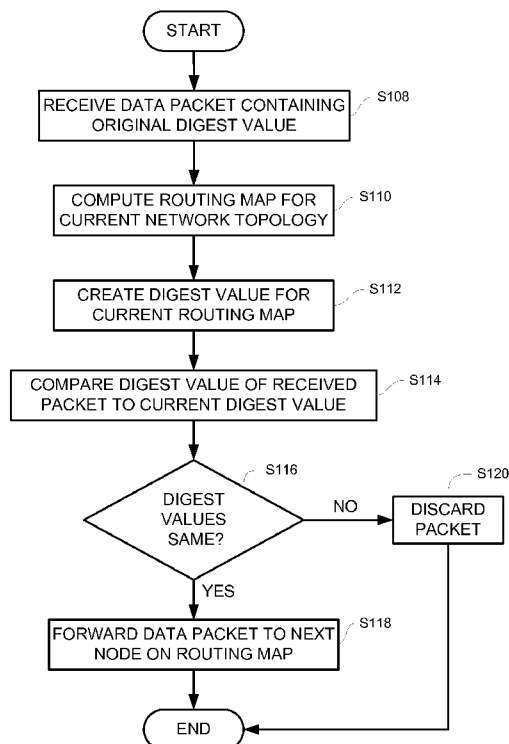 START
RECEIVE DATA PACKET CONTAINING
ORIGINAL DIGEST VALUE
S108
COMPUTE ROUTING MAP FOR
CURRENT NETWORK TOPOLOGY
S110
CREATE DIGEST VALUE FOR
CURRENT ROUTING MAP
S112
COMPARE DIGEST VALUE OF RECEIVED
PACKET TO CURRENT DIGEST VALUE
S114
S116
DIGEST
VALUES
SAME?
NO
S120
DISCARD
PACKET
YES
FORWARD DATA PACKET TO NEXT
NODE ON ROUTING MAP
S118
END